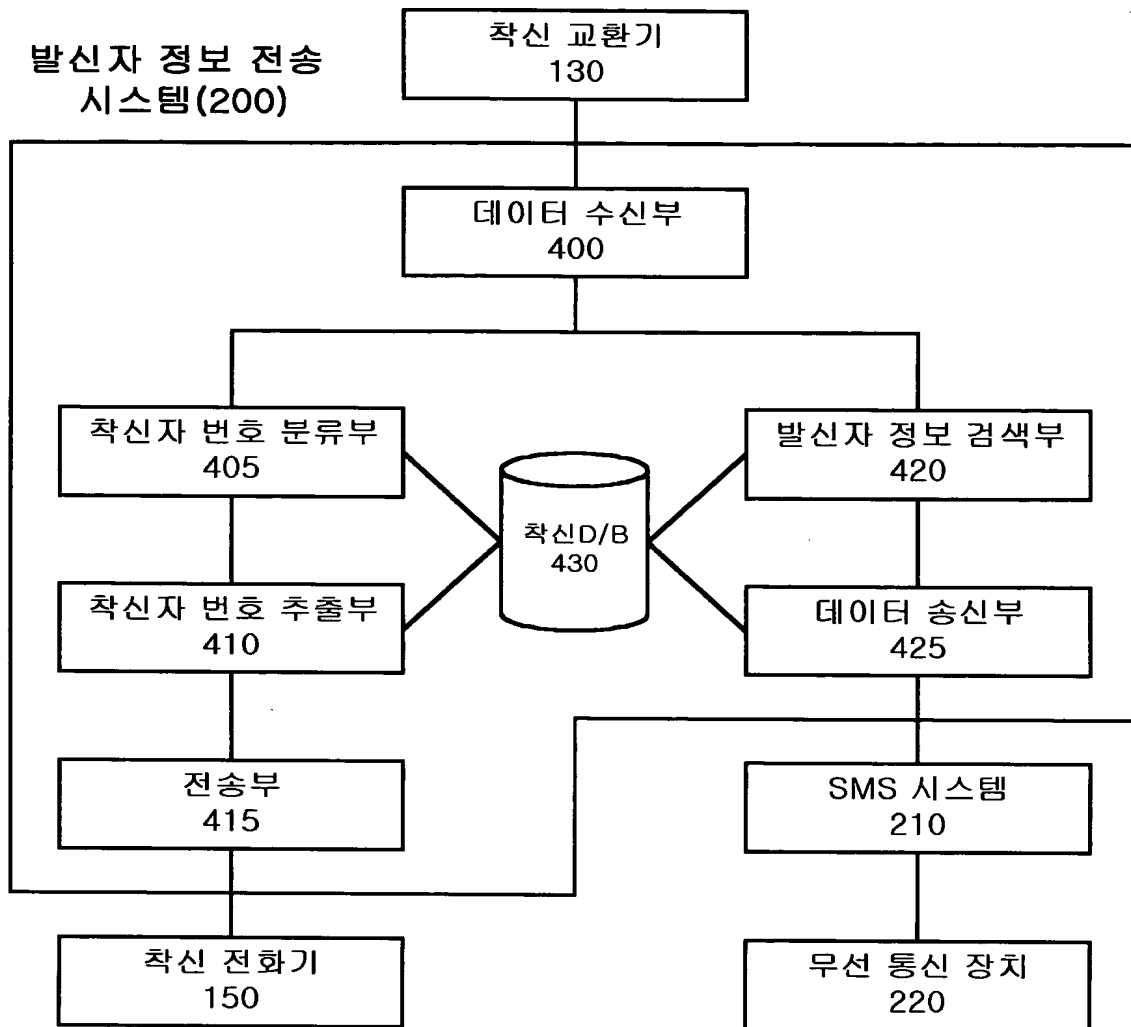 착신 교환기
130
발신자 정보 전송
시스템(200)
데이터 수신부
400
착신자 번호 분류부
405
발신자 정보 검색부
420
착신D/B
430
착신자 번호 추출부
410
데이터 송신부
425
전송부
415
SMS 시스템
210
착신 전화기
150
무선 통신 장치
220